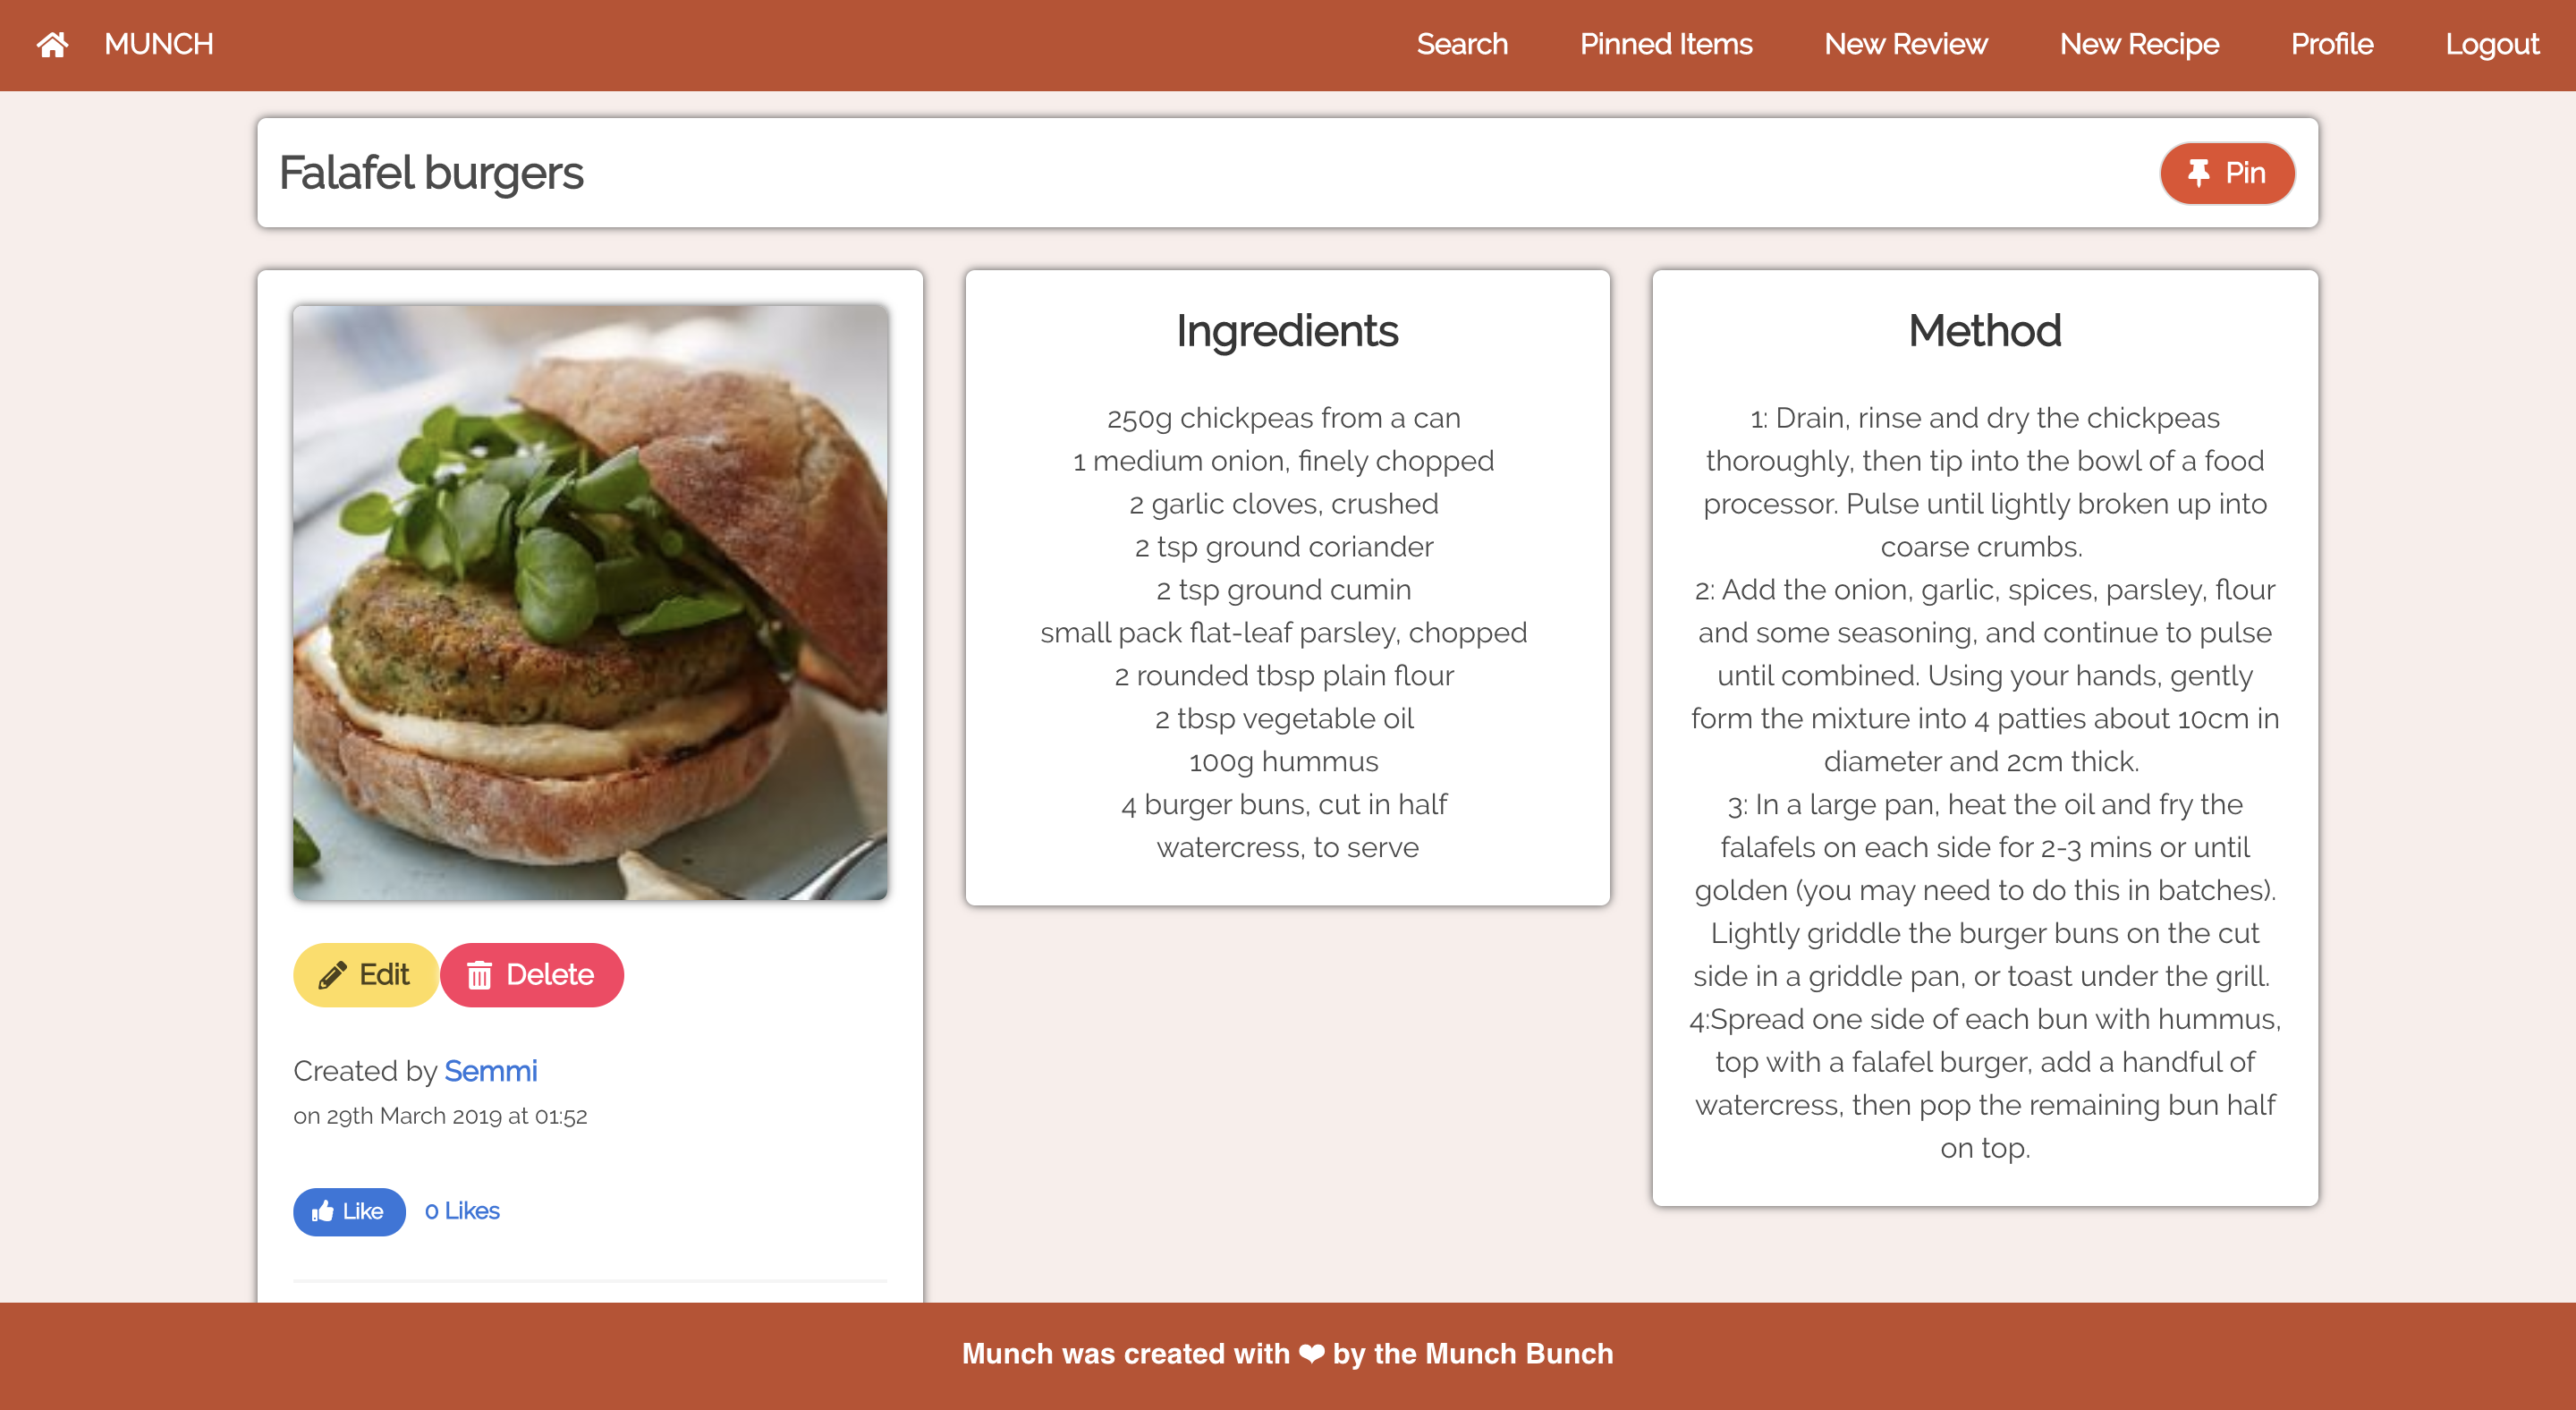 MUNCH
Search
Pinned Items
New Review
New Recipe
Profile
Logout
Falafel burgers
Pin
Edit
Delete
Created by Semmi
on 29th March 2019 at 01:52
Like
0 Likes
Ingredients
250g chickpeas from a can
1 medium onion, finely chopped
2 garlic cloves, crushed
2 tsp ground coriander
2 tsp ground cumin
small pack flat-leaf parsley, chopped
2 rounded tbsp plain flour
2 tbsp vegetable oil
100g hummus
4 burger buns, cut in half
watercress, to serve
Method
1: Drain, rinse and dry the chickpeas
thoroughly, then tip into the bowl of a food
processor. Pulse until lightly broken up into
coarse crumbs.
2: Add the onion, garlic, spices, parsley, flour
and some seasoning, and continue to pulse
until combined. Using your hands, gently
form the mixture into 4 patties about 10cm in
diameter and 2cm thick.
3: In a large pan, heat the oil and fry the
falafels on each side for 2-3 mins or until
golden (you may need to do this in batches).
Lightly griddle the burger buns on the cut
side in a griddle pan, or toast under the grill.
4:Spread one side of each bun with hummus,
top with a falafel burger, add a handful of
watercress, then pop the remaining bun half
on top.
Munch was created with ❤ by the Munch Bunch